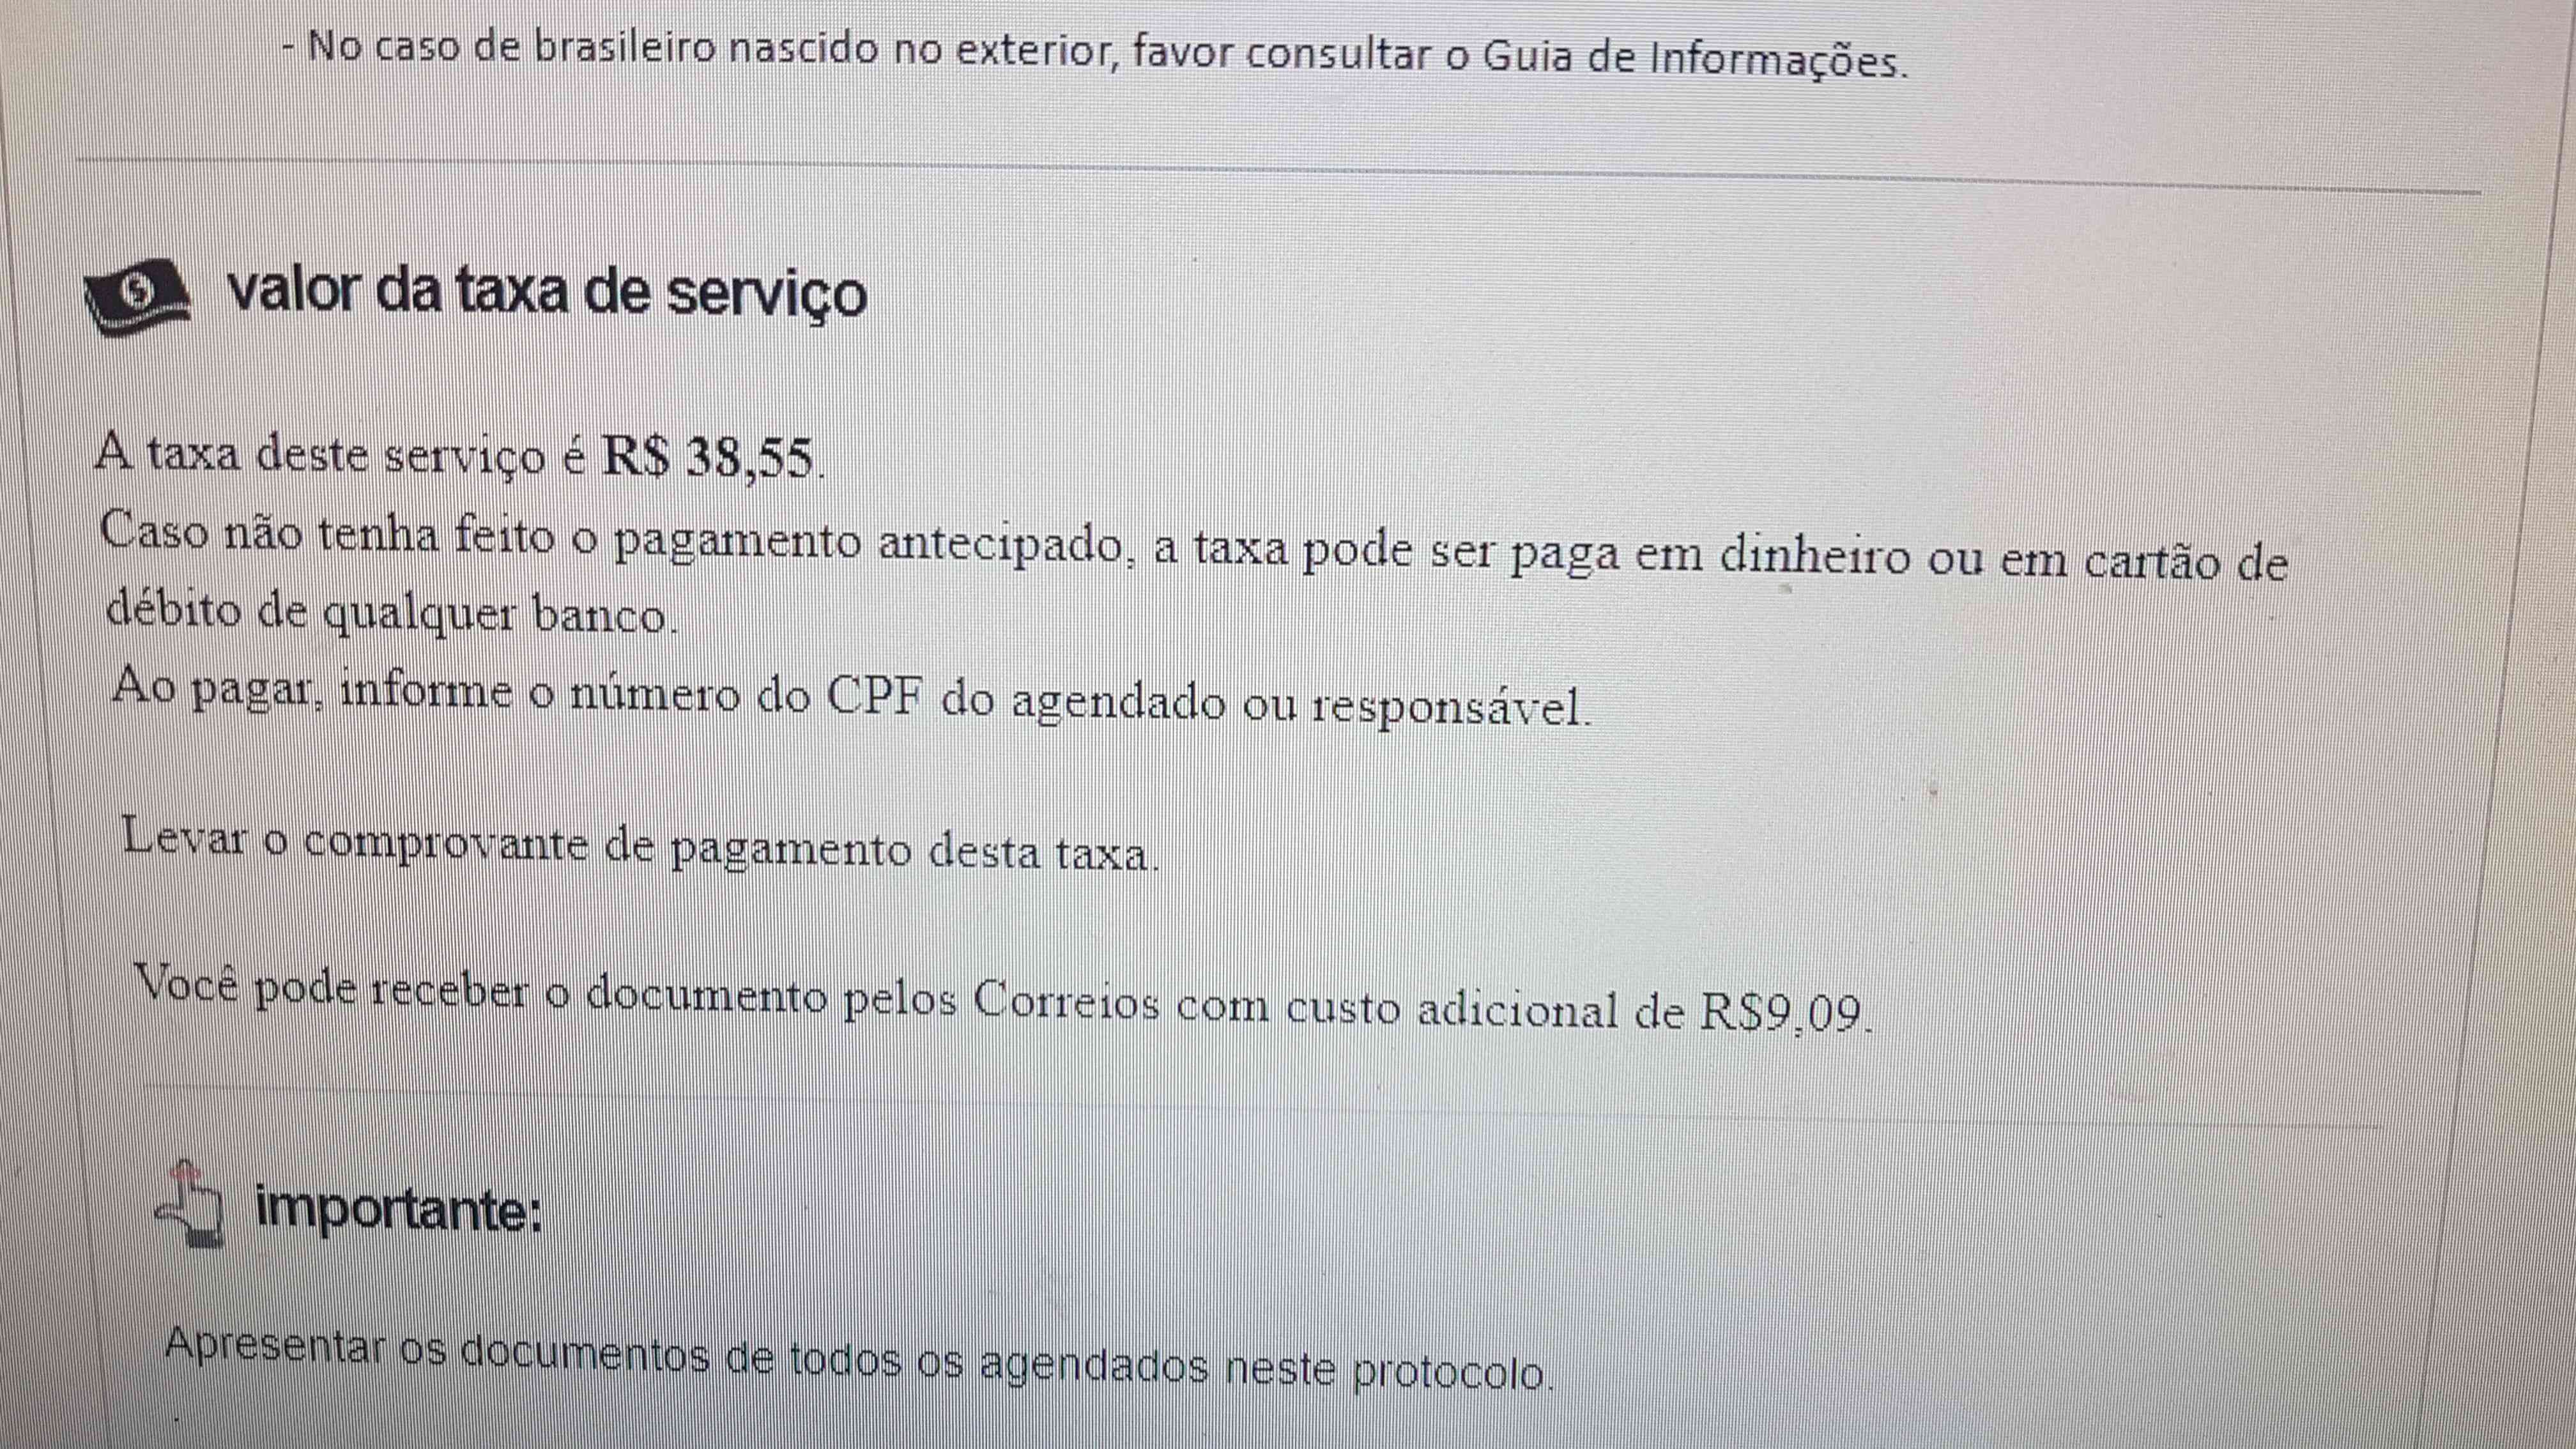 - No caso de brasileiro nascido no exterior, favor consultar o Guia de Informações.
valor da taxa de serviço
A taxa deste serviço é R$ 38,55.
Caso não tenha feito o pagamento antecipado, a taxa pode ser paga em dinheiro ou em cartão de
débito de qualquer banco.
Ao pagar, informe o número do CPF do agendado ou responsável.
Levar o comprovante de pagamento desta taxa.
Você pode receber o documento pelos Correios com custo adicional de R$9,09.
importante:
Apresentar os documentos de todos os agendados neste protocolo.